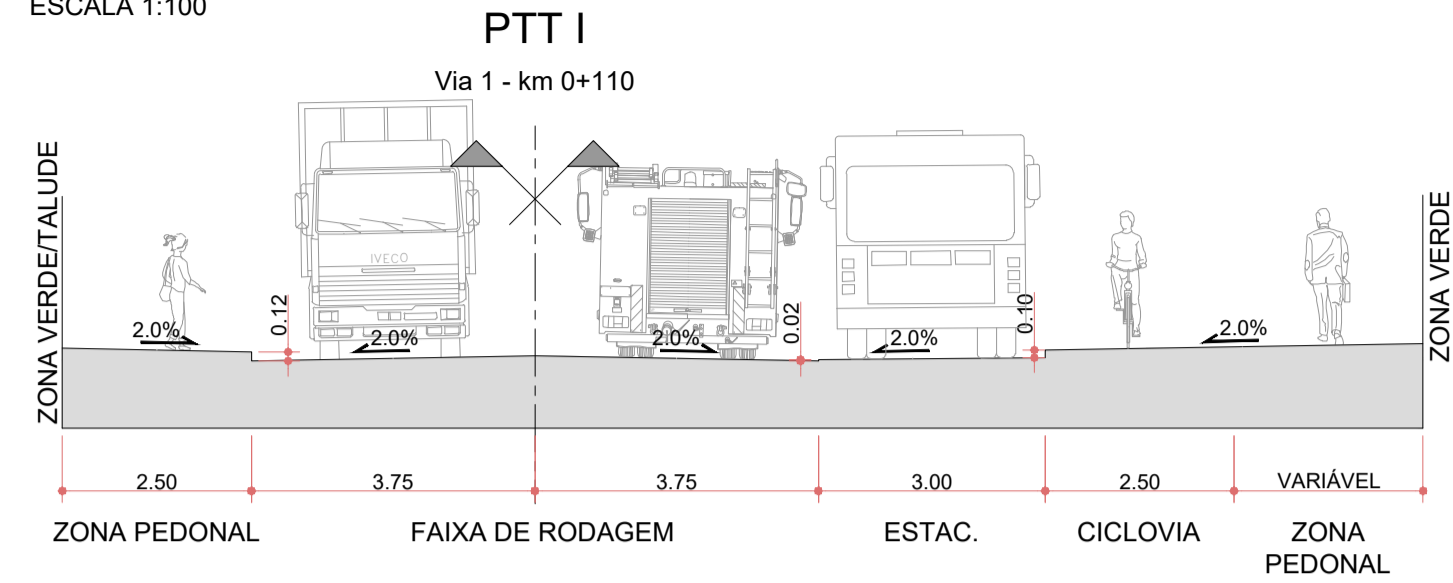 ESCALA 1:100
PTT I
Via 1 - km 0+110
ZONA VERDE/TALUDE
2.0%
0.12
IVECO
2.0%
2.0%
0.02
2.0%
0.10
2.0%
ZONA VERDE
2.50
3.75
3.75
3.00
2.50
VARIÁVEL
ZONA PEDONAL
FAIXA DE RODAGEM
ESTAC.
CICLOVIA
ZONA
PEDONAL